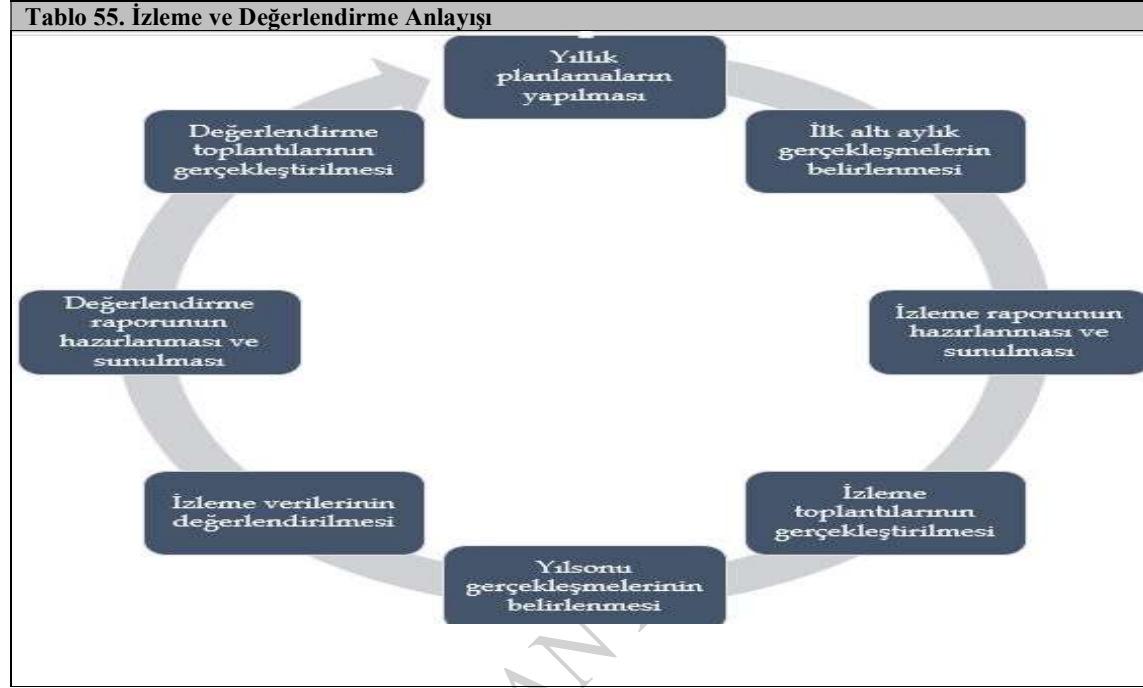 Tablo 55. İzleme ve Değerlendirme Anlayışı
Yıllık
planlamaların
yapılması
İlk altı aylık
gerçekleşmelerin
belirlenmesi
İzleme raporunun
hazırlanması ve
sunulması
İzleme
toplantılarının
gerçekleştirilmesi
Yılsonu
gerçekleşmelerinin
belirlenmesi
İzleme verilerinin
değerlendirilmesi
Değerlendirme
raporunun
hazırlanması ve
sunulması
Değerlendirme
toplantılarının
gerçekleştirilmesi